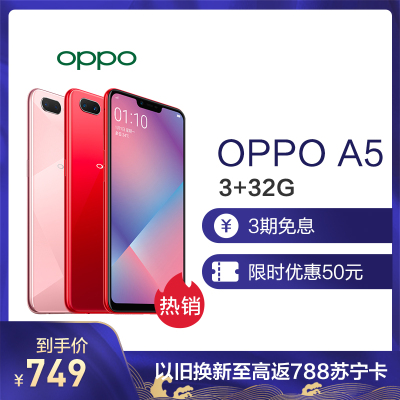 oppo
01:10
OPPO A5
3+32G
¥ 3期免息
限时优惠50元
热销
到手价
¥749
以旧换新至高返788苏宁卡